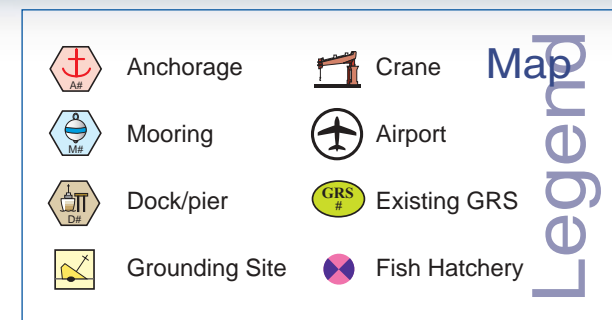 Map
Legend
A#
Anchorage
Crane
M#
Mooring
Airport
D#
Dock/pier
GRS
#
Existing GRS
Grounding Site
Fish Hatchery